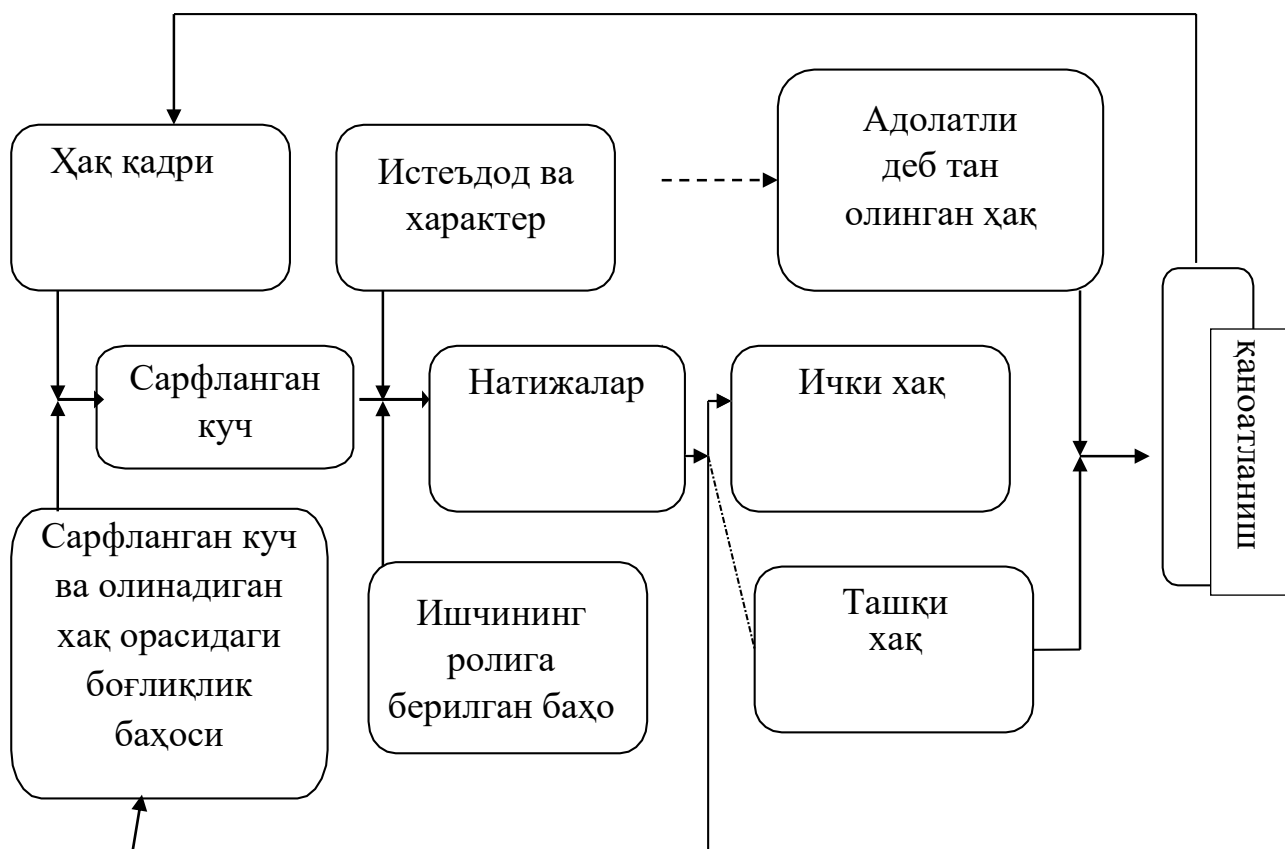 Ҳақ қадри
Истеъдод ва
характер
Адолатли
деб тан
олинган ҳақ
Сарфланган
куч
Натижалар
Ички хақ
қаноатланиш
Сарфланган куч
ва олинадиган
хақ орасидаги
боғлиқлик
баҳоси
Ишчининг
ролига
берилган баҳо
Ташқи
хақ